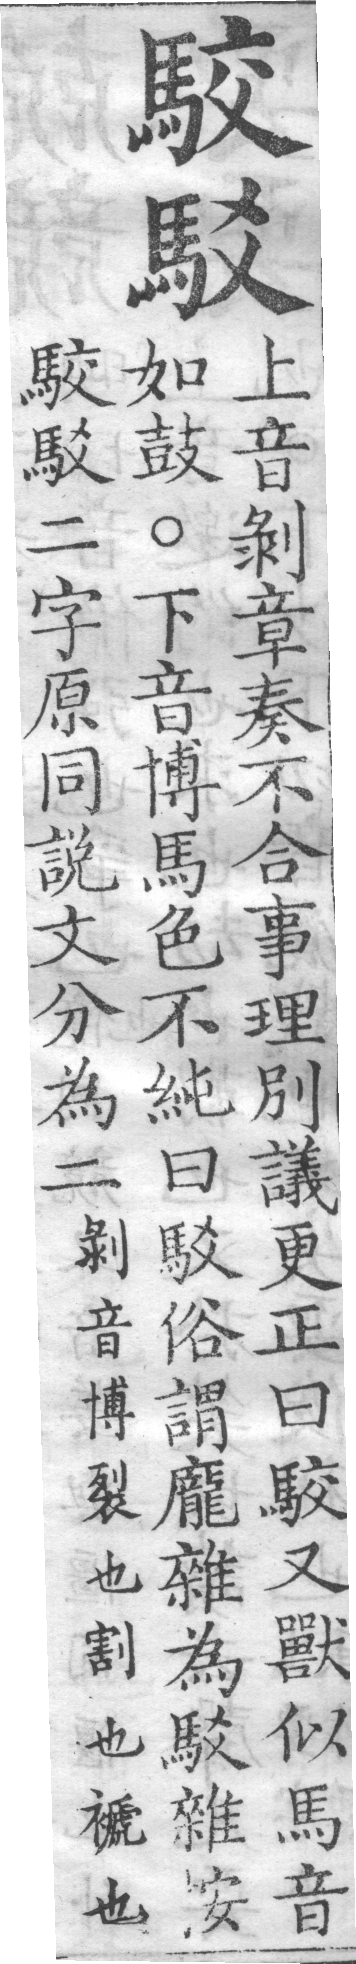 駮駁
上音剝章奏不合事理別議更正曰駮又獸似馬音
如鼓○下音博馬色不純曰駁俗謂龐雜為駁雜按
駮駁二字原同説文分為二剝音博裂也割也褫也